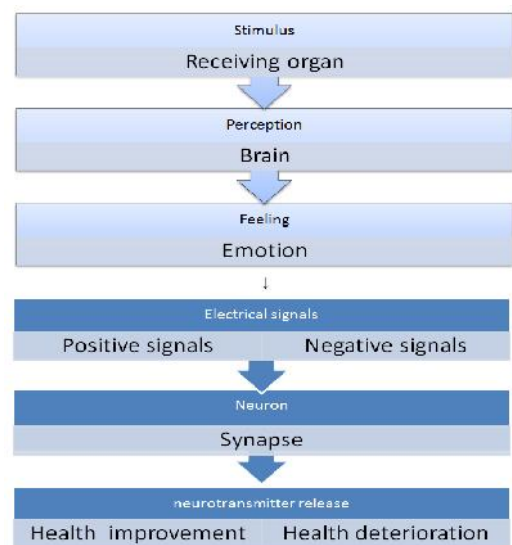 Stimulus
Receiving organ
Perception
Brain
Feeling
Emotion
↓
Electrical signals
Positive signals Negative signals
Neuron
Synapse
neurotransmitter release
Health improvement Health deterioration